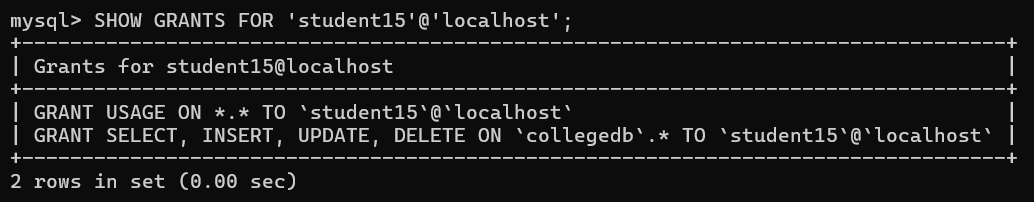 mysql> SHOW GRANTS FOR 'student15'@'localhost';
+----------------------------------------------------------------------------------+
| Grants for student15@localhost                                                   |
+----------------------------------------------------------------------------------+
| GRANT USAGE ON *.* TO `student15`@`localhost`                                    |
| GRANT SELECT, INSERT, UPDATE, DELETE ON `collegedb`.* TO `student15`@`localhost` |
+----------------------------------------------------------------------------------+
2 rows in set (0.00 sec)